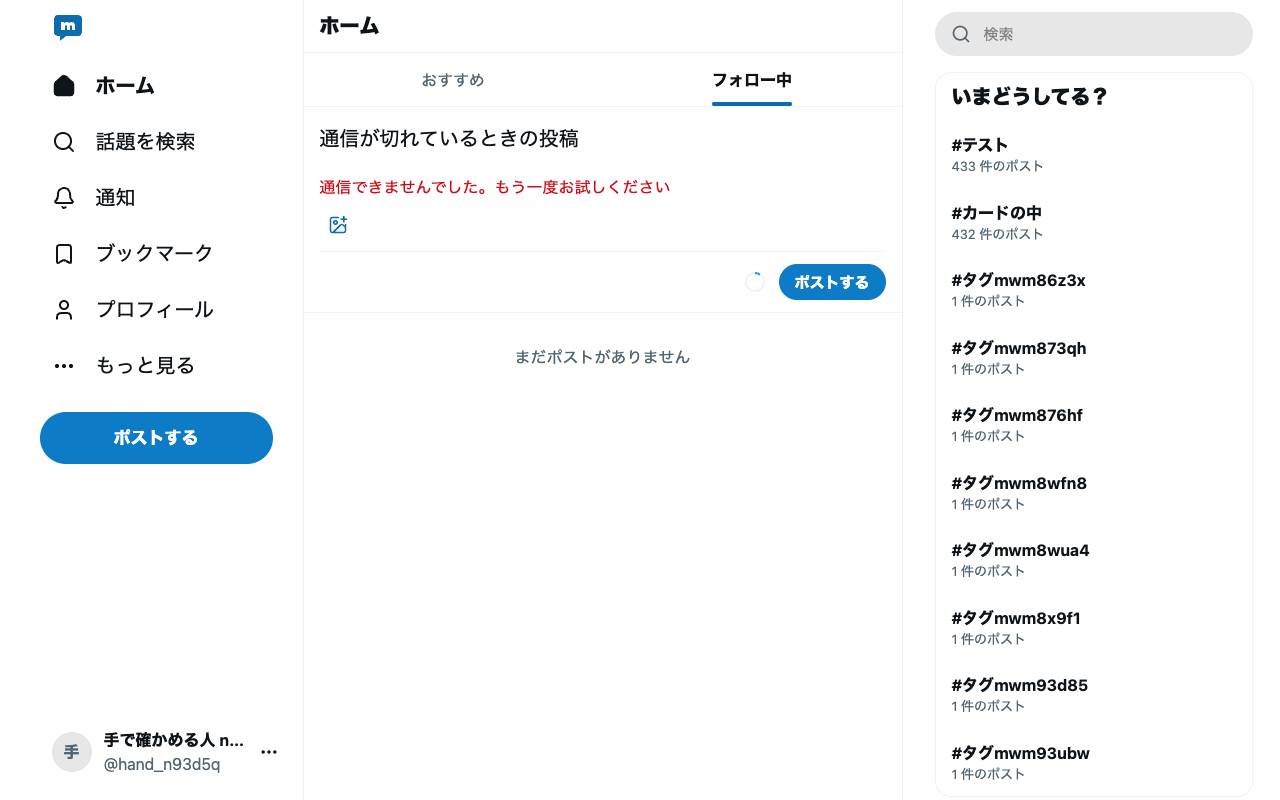 m
ホーム
話題を検索
通知
ブックマーク
プロフィール
もっと見る
ポストする
手
手で確かめる人 n...
@hand_n93d5q
ホーム
おすすめ
フォロー中
通信が切れているときの投稿
通信できませんでした。もう一度お試しください
ポストする
まだポストがありません
検索
いまどうしてる？
#テスト
433 件のポスト
#カードの中
432 件のポスト
#タグmwm86z3x
1 件のポスト
#タグmwm873qh
1 件のポスト
#タグmwm876hf
1 件のポスト
#タグmwm8wfn8
1 件のポスト
#タグmwm8wua4
1 件のポスト
#タグmwm8x9f1
1 件のポスト
#タグmwm93d85
1 件のポスト
#タグmwm93ubw
1 件のポスト